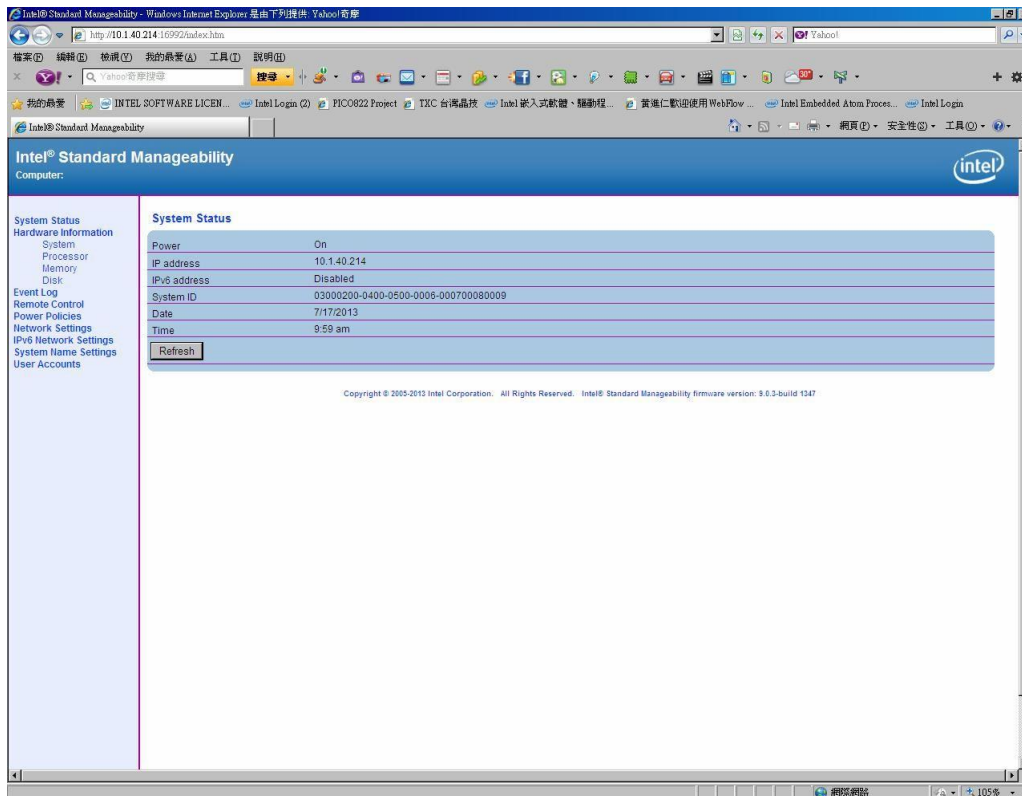 Intel® Standard Manageability - Windows Internet Explorer 是由下列提供: Yahoo!奇摩
http://10.1.40.214:16992/index.htm
Yahoo!
檔案(F) 編輯(E) 檢視(V) 我的最愛(A) 工具(T) 說明(H)
Y! Yahoo奇摩搜尋 搜尋 30°
我的最愛 INTEL SOFTWARE LICEN... Intel Login (2) PICO822 Project TXC 台灣晶技 Intel 嵌入式軟體、驅動程... 黃進仁歡迎使用 WebFlow ... Intel Embedded Atom Proces... Intel Login
Intel® Standard Manageability 網頁(P) 安全性(S) 工具(O)
Intel® Standard Manageability
Computer:
intel
System Status
Hardware Information
System
Processor
Memory
Disk
Event Log
Remote Control
Power Policies
Network Settings
IPv6 Network Settings
System Name Settings
User Accounts
System Status
Power On
IP address 10.1.40.214
IPv6 address Disabled
System ID 03000200-0400-0500-0006-000700080009
Date 7/17/2013
Time 9:59 am
Refresh
Copyright © 2005-2013 Intel Corporation. All Rights Reserved. Intel® Standard Manageability firmware version: 9.0.3-build 1347
網際網路 105%